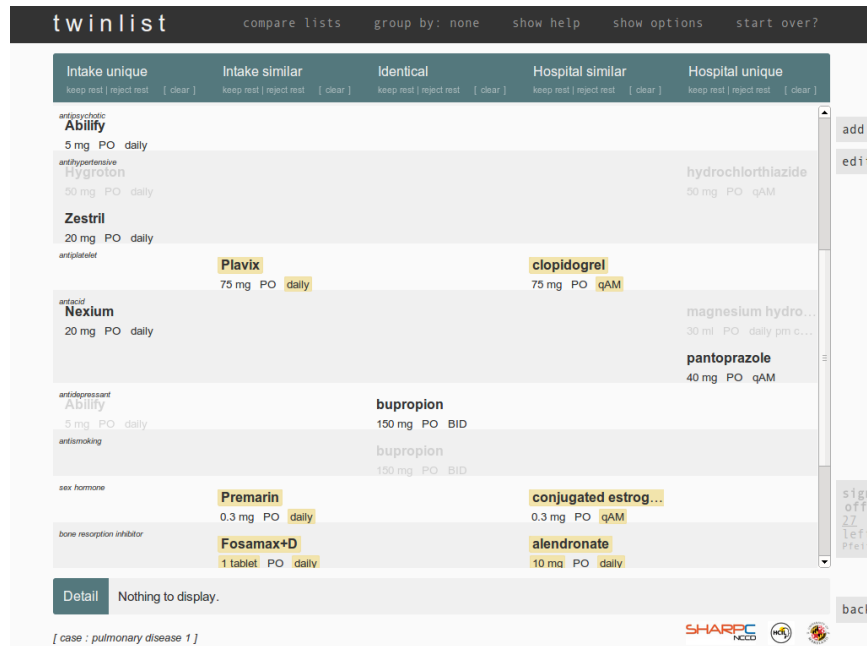 twinlist compare lists group by: none show help show options start over?
Intake unique Intake similar Identical Hospital similar Hospital unique
keep rest | reject rest [ clear ] keep rest | reject rest [ clear ] keep rest | reject rest [ clear ] keep rest | reject rest [ clear ] keep rest | reject rest [ clear ]
antipsychotic
Abilify
5 mg PO daily
add
antihypertensive
edit
Hygroton hydrochlorthiazide
50 mg PO daily 50 mg PO qAM
Zestril
20 mg PO daily
antiplatelet
Plavix clopidogrel
75 mg PO daily 75 mg PO qAM
antacid
Nexium magnesium hydro...
20 mg PO daily 30 ml PO daily pm c...
pantoprazole
40 mg PO qAM
antidepressant
Abilify bupropion
5 mg PO daily 150 mg PO BID
antismoking
bupropion
150 mg PO BID
sex hormone
Premarin conjugated estrog...
0.3 mg PO daily 0.3 mg PO qAM
sign
off
27
left
Pfei
bone resorption inhibitor
Fosamax+D alendronate
1 tablet PO daily 10 mg PO daily
Detail Nothing to display.
back
[ case : pulmonary disease 1 ]
SHARPC
NCCD
HCIL